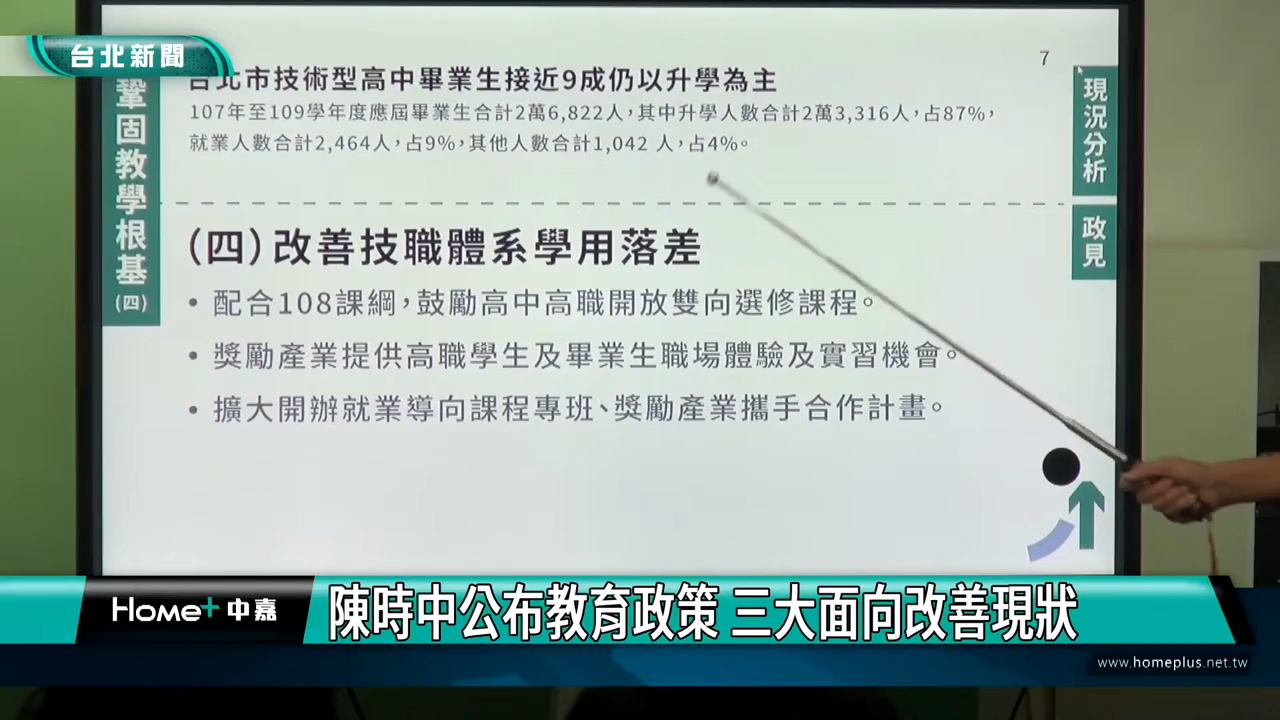 台北新聞
7
鞏固教學根基
(四)
台北市技術型高中畢業生接近9成仍以升學為主
107年至109學年度應屆畢業生合計2萬6,822人,其中升學人數合計2萬3,316人,占87%,
就業人數合計2,464人,占9%,其他人數合計1,042 人,占4%。
現況分析
(四)改善技職體系學用落差
政見
• 配合108課綱,鼓勵高中高職開放雙向選修課程。
• 獎勵產業提供高職學生及畢業生職場體驗及實習機會。
• 擴大開辦就業導向課程專班、獎勵產業攜手合作計畫。
Home+中嘉
陳時中公布教育政策 三大面向改善現狀
www.homeplus.net.tw